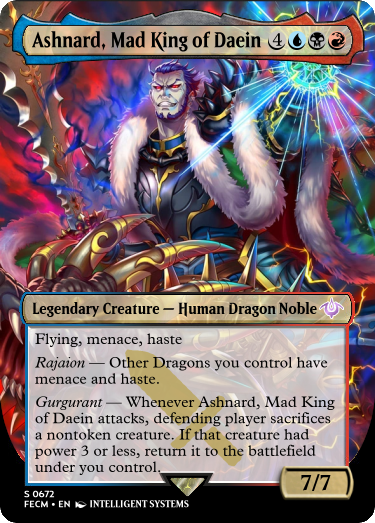 Ashnard, Mad King of Daein 4
Legendary Creature — Human Dragon Noble
Flying, menace, haste
Rajaion — Other Dragons you control have
menace and haste.
Gurgurant — Whenever Ashnard, Mad King
of Daein attacks, defending player sacrifices
a nontoken creature. If that creature had
power 3 or less, return it to the battlefield
under you control.
7/7
S 0672
FECM • EN INTELLIGENT SYSTEMS